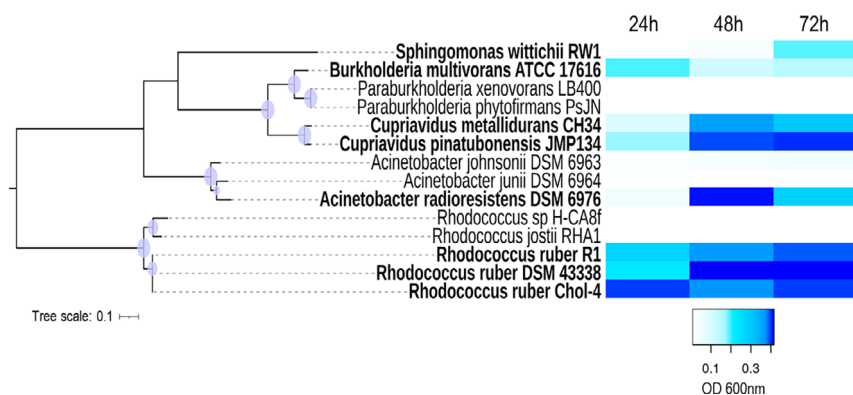 24h 48h 72h
Sphingomonas wittichii RW1
Burkholderia multivorans ATCC 17616
Paraburkholderia xenovorans LB400
Paraburkholderia phytofirmans PsJN
Cupriavidus metallidurans CH34
Cupriavidus pinatubonensis JMP134
Acinetobacter johnsonii DSM 6963
Acinetobacter junii DSM 6964
Acinetobacter radioresistens DSM 6976
Rhodococcus sp H-CA8f
Rhodococcus jostii RHA1
Rhodococcus ruber R1
Rhodococcus ruber DSM 43338
Rhodococcus ruber Chol-4
Tree scale: 0.1
0.1 0.3
OD 600nm